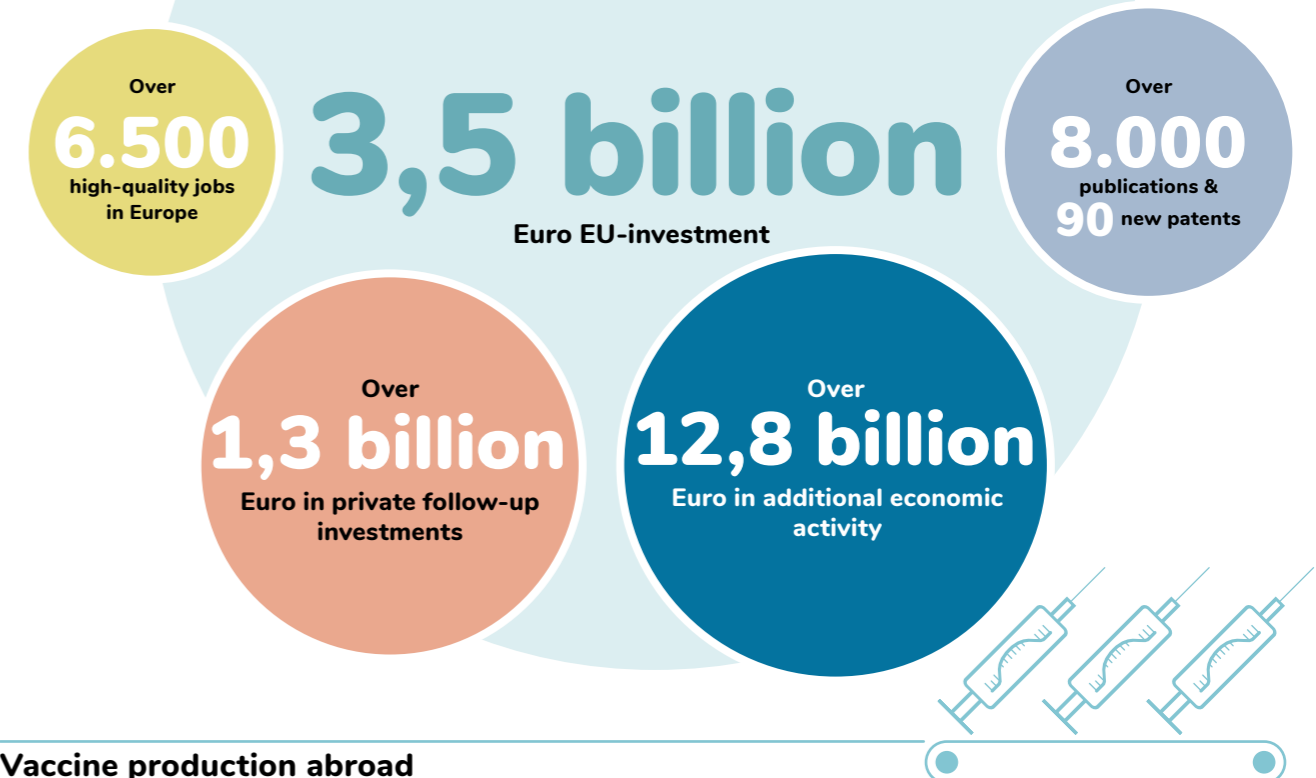 Over
6.500
high-quality jobs
in Europe
3,5 billion
Euro EU-investment
Over
8.000
publications &
90 new patents
Over
1,3 billion
Euro in private follow-up
investments
Over
12,8 billion
Euro in additional economic
activity
Vaccine production abroad